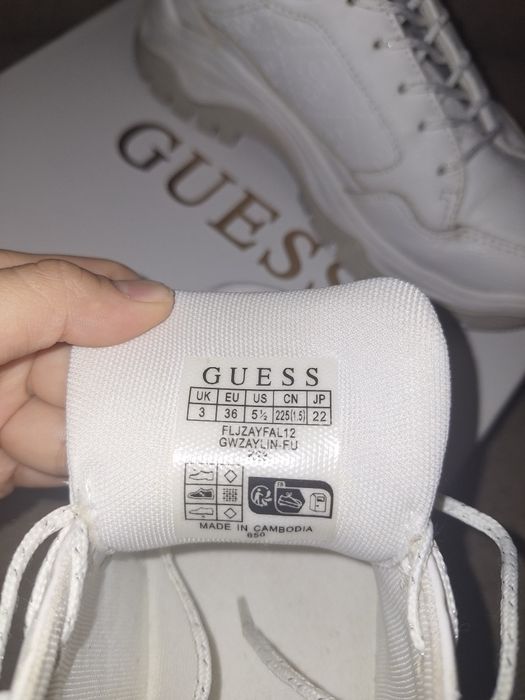 GUESS
GUESS
UK EU US CN JP
3 36 5½ 225(1.5) 22
FLJZAYFAL12
GWZAYLIN-FU
MADE IN CAMBODIA